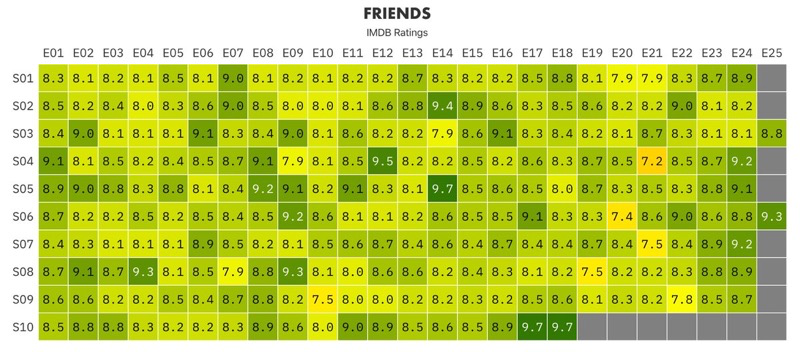 FRIENDS
IMDB Ratings
E01 E02 E03 E04 E05 E06 E07 E08 E09 E10 E11 E12 E13 E14 E15 E16 E17 E18 E19 E20 E21 E22 E23 E24 E25
S01 8.3 8.1 8.2 8.1 8.5 8.1 9.0 8.1 8.2 8.1 8.2 8.2 8.7 8.3 8.2 8.2 8.5 8.8 8.1 7.9 7.9 8.3 8.7 8.9
S02 8.5 8.2 8.4 8.0 8.3 8.6 9.0 8.5 8.0 8.0 8.1 8.6 8.8 9.4 8.9 8.6 8.3 8.5 8.6 8.2 8.2 9.0 8.1 8.2
S03 8.4 9.0 8.1 8.1 8.1 9.1 8.3 8.4 9.0 8.1 8.6 8.2 8.2 7.9 8.6 9.1 8.3 8.4 8.2 8.1 8.7 8.3 8.1 8.1 8.8
S04 9.1 8.1 8.5 8.2 8.4 8.5 8.7 9.1 7.9 8.1 8.5 9.5 8.2 8.2 8.5 8.2 8.6 8.3 8.7 8.5 7.2 8.5 8.7 9.2
S05 8.9 9.0 8.8 8.3 8.8 8.1 8.4 9.2 9.1 8.2 9.1 8.3 8.1 9.7 8.5 8.6 8.5 8.0 8.7 8.3 8.5 8.3 8.8 9.1
S06 8.7 8.2 8.2 8.5 8.2 8.5 8.4 8.5 9.2 8.6 8.1 8.1 8.2 8.6 8.5 8.5 9.1 8.3 8.3 7.4 8.6 9.0 8.6 8.8 9.3
S07 8.4 8.3 8.1 8.1 8.1 8.9 8.5 8.2 8.1 8.5 8.6 8.7 8.4 8.6 8.4 8.7 8.4 8.4 8.7 8.4 7.5 8.4 8.9 9.2
S08 8.7 9.1 8.7 9.3 8.1 8.5 7.9 8.8 9.3 8.1 8.0 8.6 8.2 8.2 8.4 8.3 8.1 8.2 7.5 8.2 8.2 8.3 8.8 8.9
S09 8.6 8.6 8.2 8.2 8.5 8.4 8.7 8.8 8.2 7.5 8.0 8.0 8.2 8.2 8.3 8.2 8.5 8.6 8.1 8.3 8.2 7.8 8.5 8.7
S10 8.5 8.8 8.8 8.3 8.2 8.2 8.3 8.9 8.6 8.0 9.0 8.9 8.5 8.6 8.5 8.9 9.7 9.7